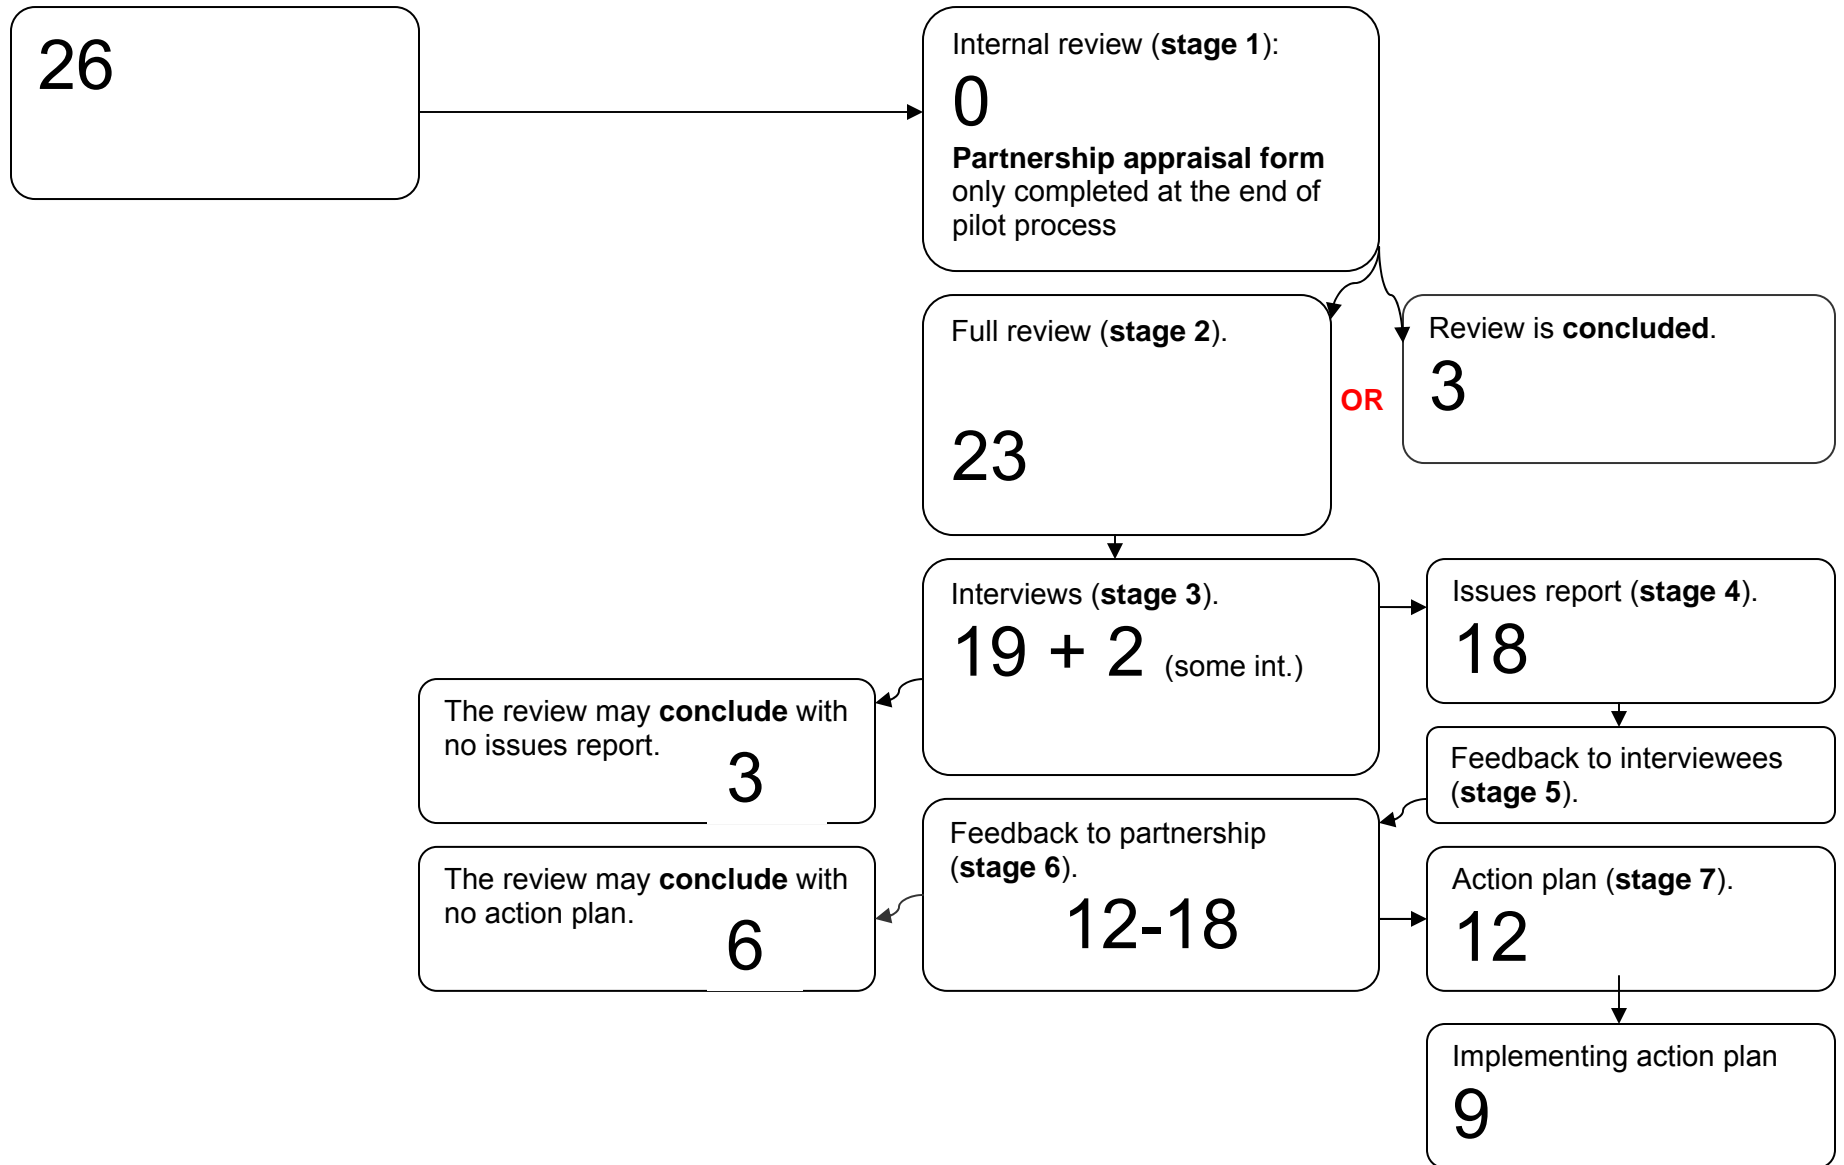 26
Internal review (stage 1):
0
Partnership appraisal form
only completed at the end of
pilot process
Full review (stage 2).
23
OR
Review is concluded.
3
Interviews (stage 3).
19 + 2 (some int.)
Issues report (stage 4).
18
The review may conclude with
no issues report.
3
Feedback to interviewees
(stage 5).
Feedback to partnership
(stage 6).
12-18
The review may conclude with
no action plan.
6
Action plan (stage 7).
12
Implementing action plan
9